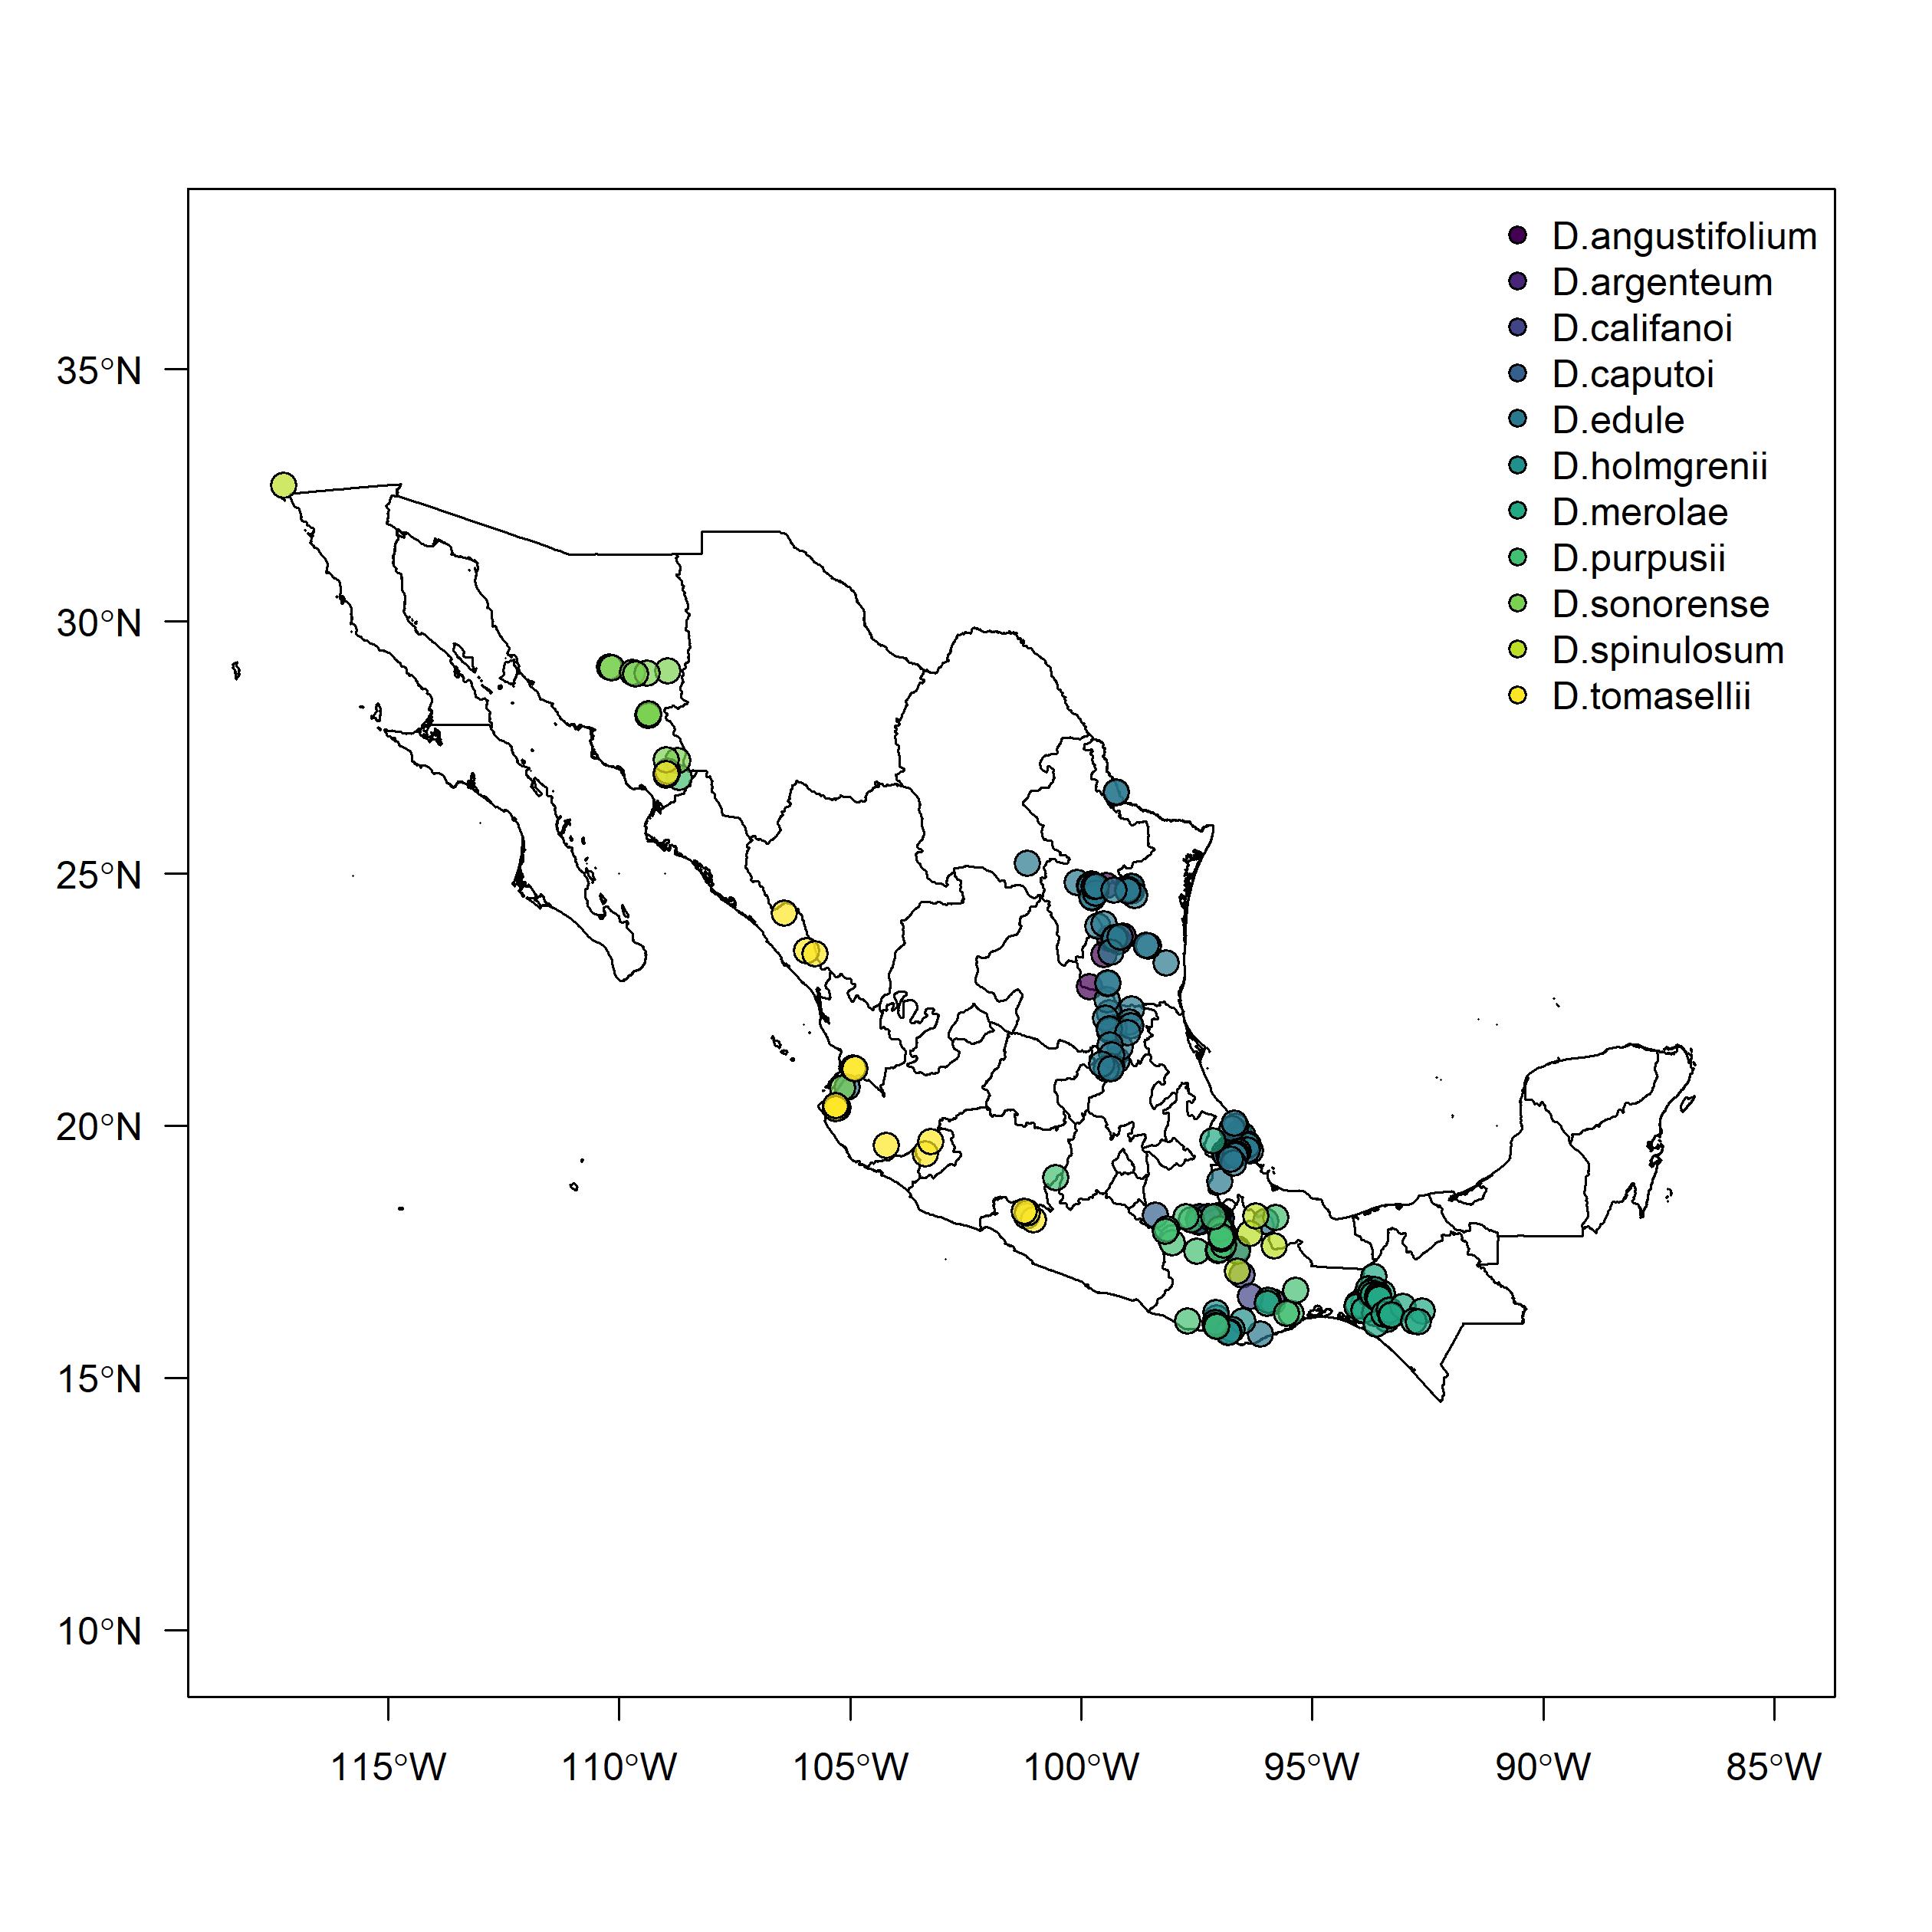 D.angustifolium
D.argenteum
D.califanoi
D.caputoi
D.edule
D.holmgrenii
D.merolae
D.purpusii
D.sonorense
D.spinulosum
D.tomasellii
35°N
30°N
25°N
20°N
15°N
10°N
115°W 110°W 105°W 100°W 95°W 90°W 85°W